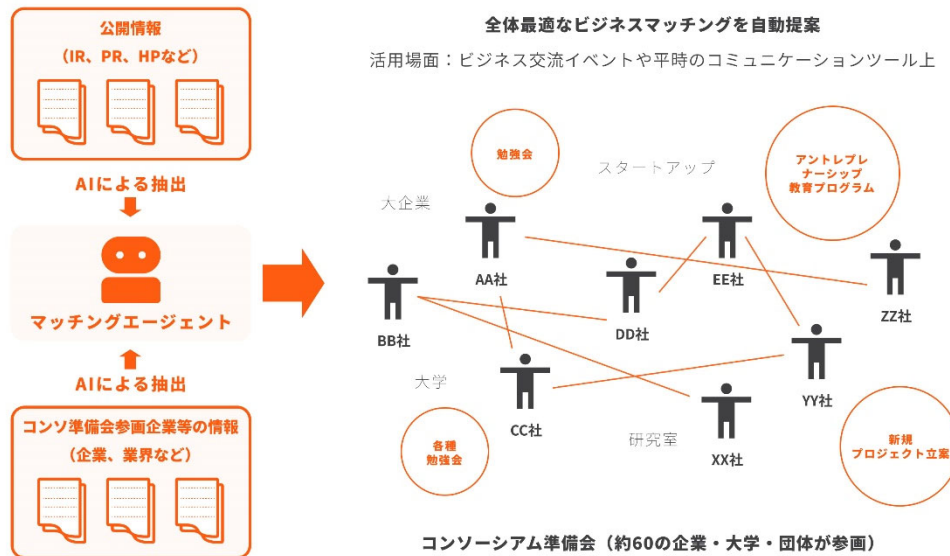 公開情報
（IR、PR、HPなど）
AIによる抽出
マッチングエージェント
AIによる抽出
コンソ準備会参画企業等の情報
（企業、業界など）
全体最適なビジネスマッチングを自動提案
活用場面：ビジネス交流イベントや平時のコミュニケーションツール上
勉強会
スタートアップ
アントレプレ
ナーシップ
教育プログラム
大企業
AA社
EE社
ZZ社
BB社
DD社
大学
CC社
YY社
研究室
XX社
各種
勉強会
新規
プロジェクト立案
コンソーシアム準備会（約60の企業・大学・団体が参画）